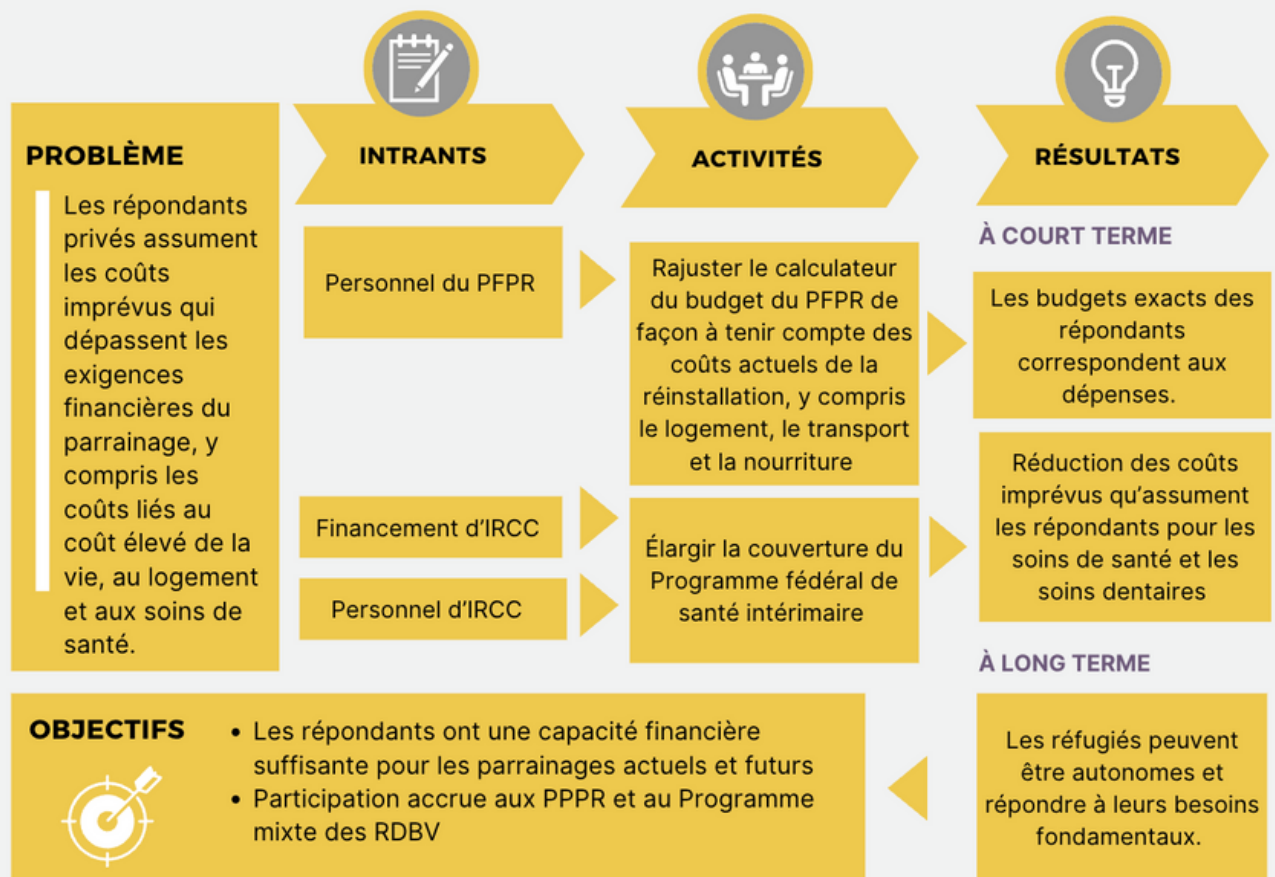 PROBLÈME
Les répondants
privés assument
les coûts
imprévus qui
dépassent les
exigences
financières du
parrainage, y
compris les
coûts liés au
coût élevé de la
vie, au logement
et aux soins de
santé.
INTRANTS
Personnel du PFPR
Financement d’IRCC
Personnel d’IRCC
ACTIVITÉS
Rajuster le calculateur
du budget du PFPR de
façon à tenir compte des
coûts actuels de la
réinstallation, y compris
le logement, le transport
et la nourriture
Élargir la couverture du
Programme fédéral de
santé intérimaire
RÉSULTATS
À COURT TERME
Les budgets exacts des
répondants
correspondent aux
dépenses.
Réduction des coûts
imprévus qu’assument
les répondants pour les
soins de santé et les
soins dentaires
À LONG TERME
Les réfugiés peuvent
être autonomes et
répondre à leurs besoins
fondamentaux.
OBJECTIFS
• Les répondants ont une capacité financière
suffisante pour les parrainages actuels et futurs
• Participation accrue aux PPPR et au Programme
mixte des RDBV